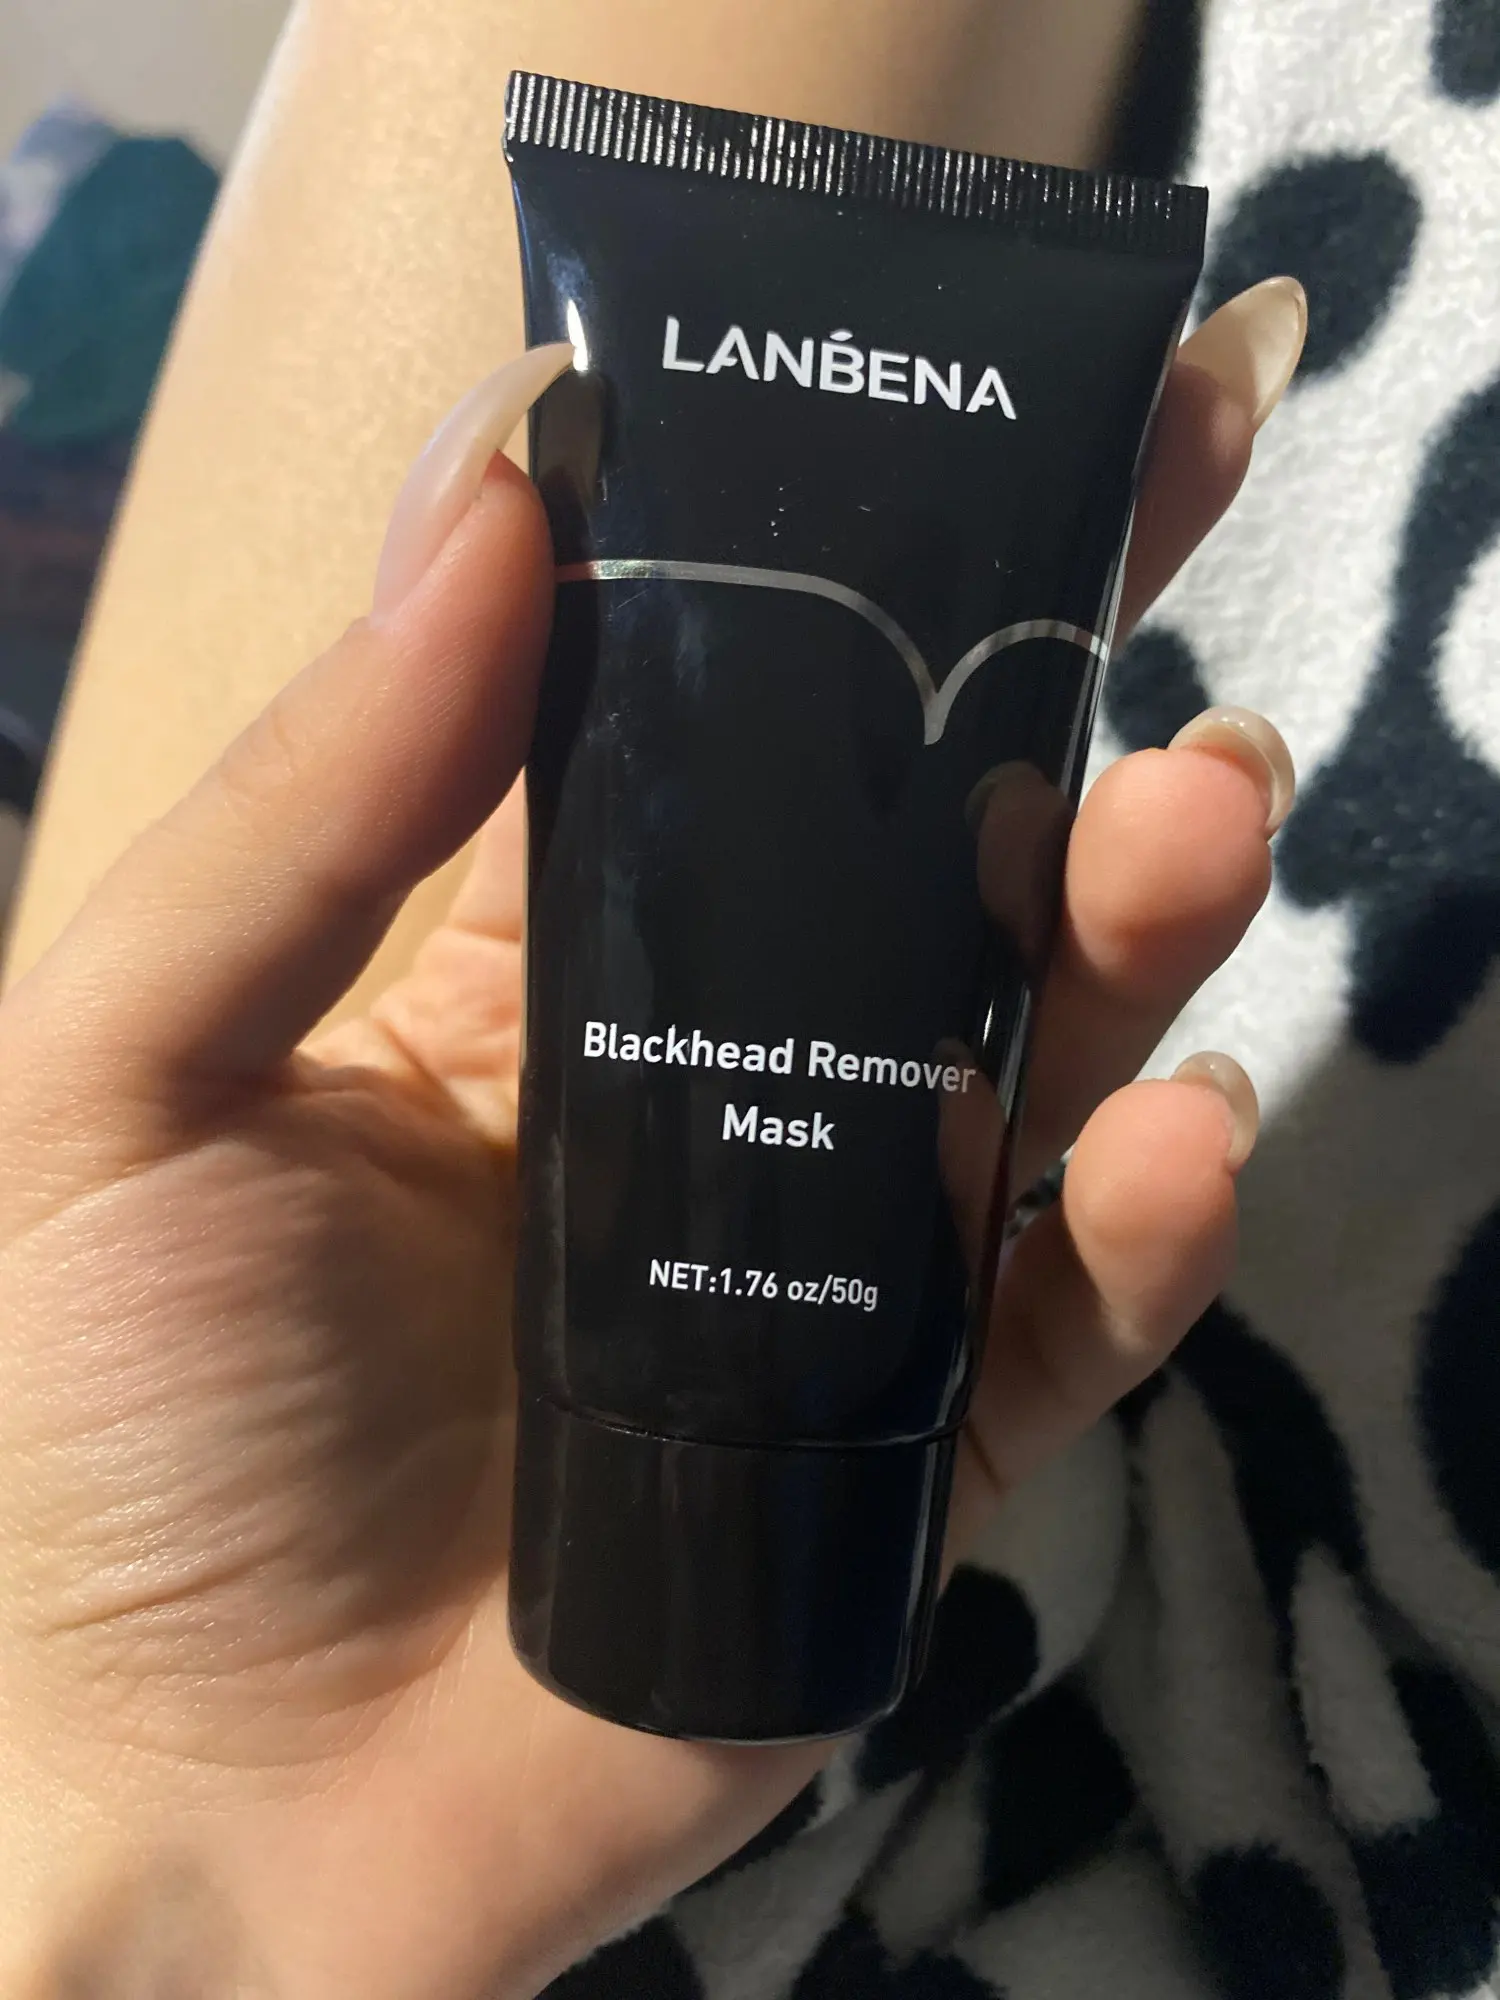 LANBENA
Blackhead Remover
Mask
NET:1.76 oz/50g